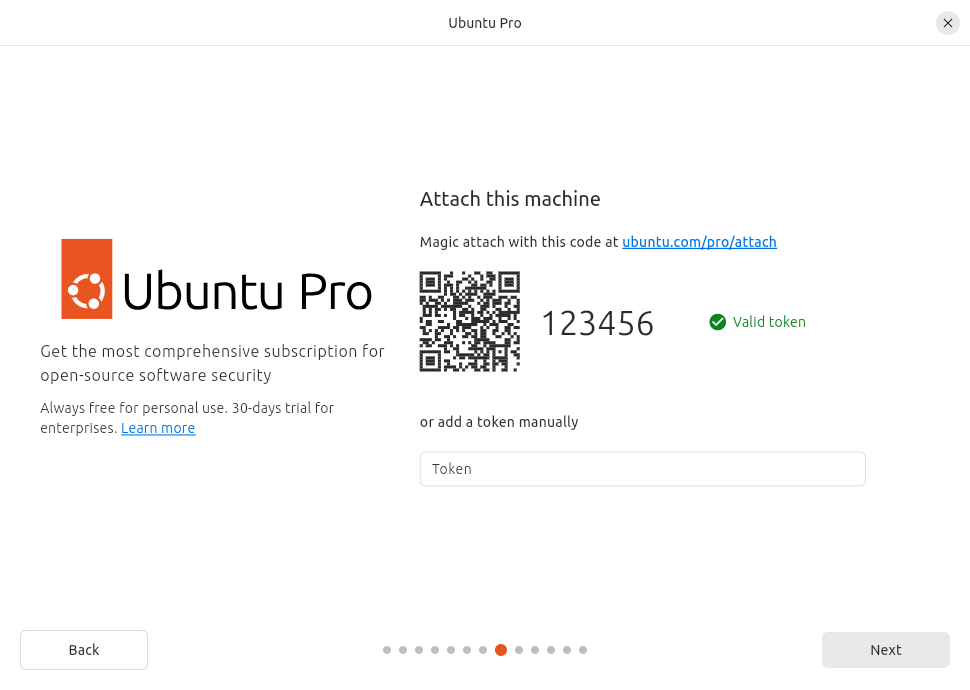 Ubuntu Pro
Attach this machine
Magic attach with this code at ubuntu.com/pro/attach
Ubuntu Pro
123456
Valid token
Get the most comprehensive subscription for
open-source software security
Always free for personal use. 30-days trial for
enterprises. Learn more
or add a token manually
Token
Back
Next